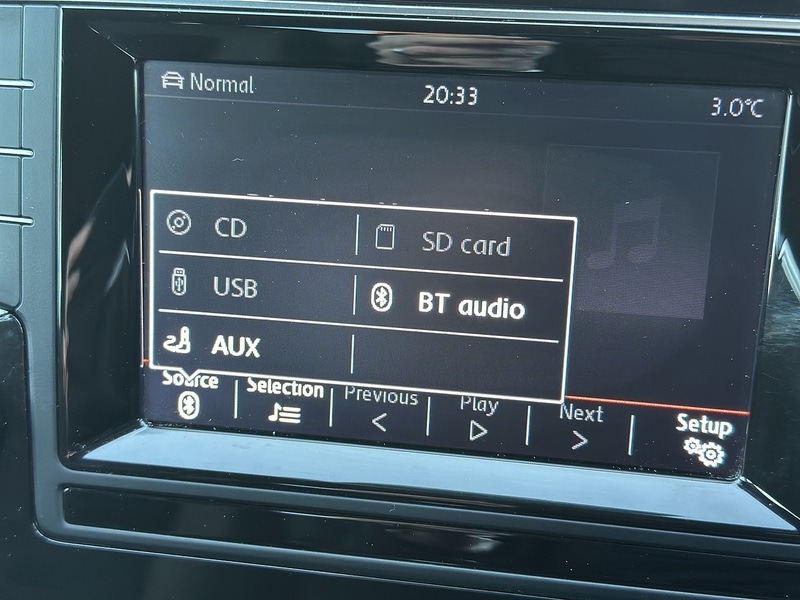 Normal 20:33 3.0°C
CD SD card
USB BT audio
AUX
Source Selection Previous Play Next Setup